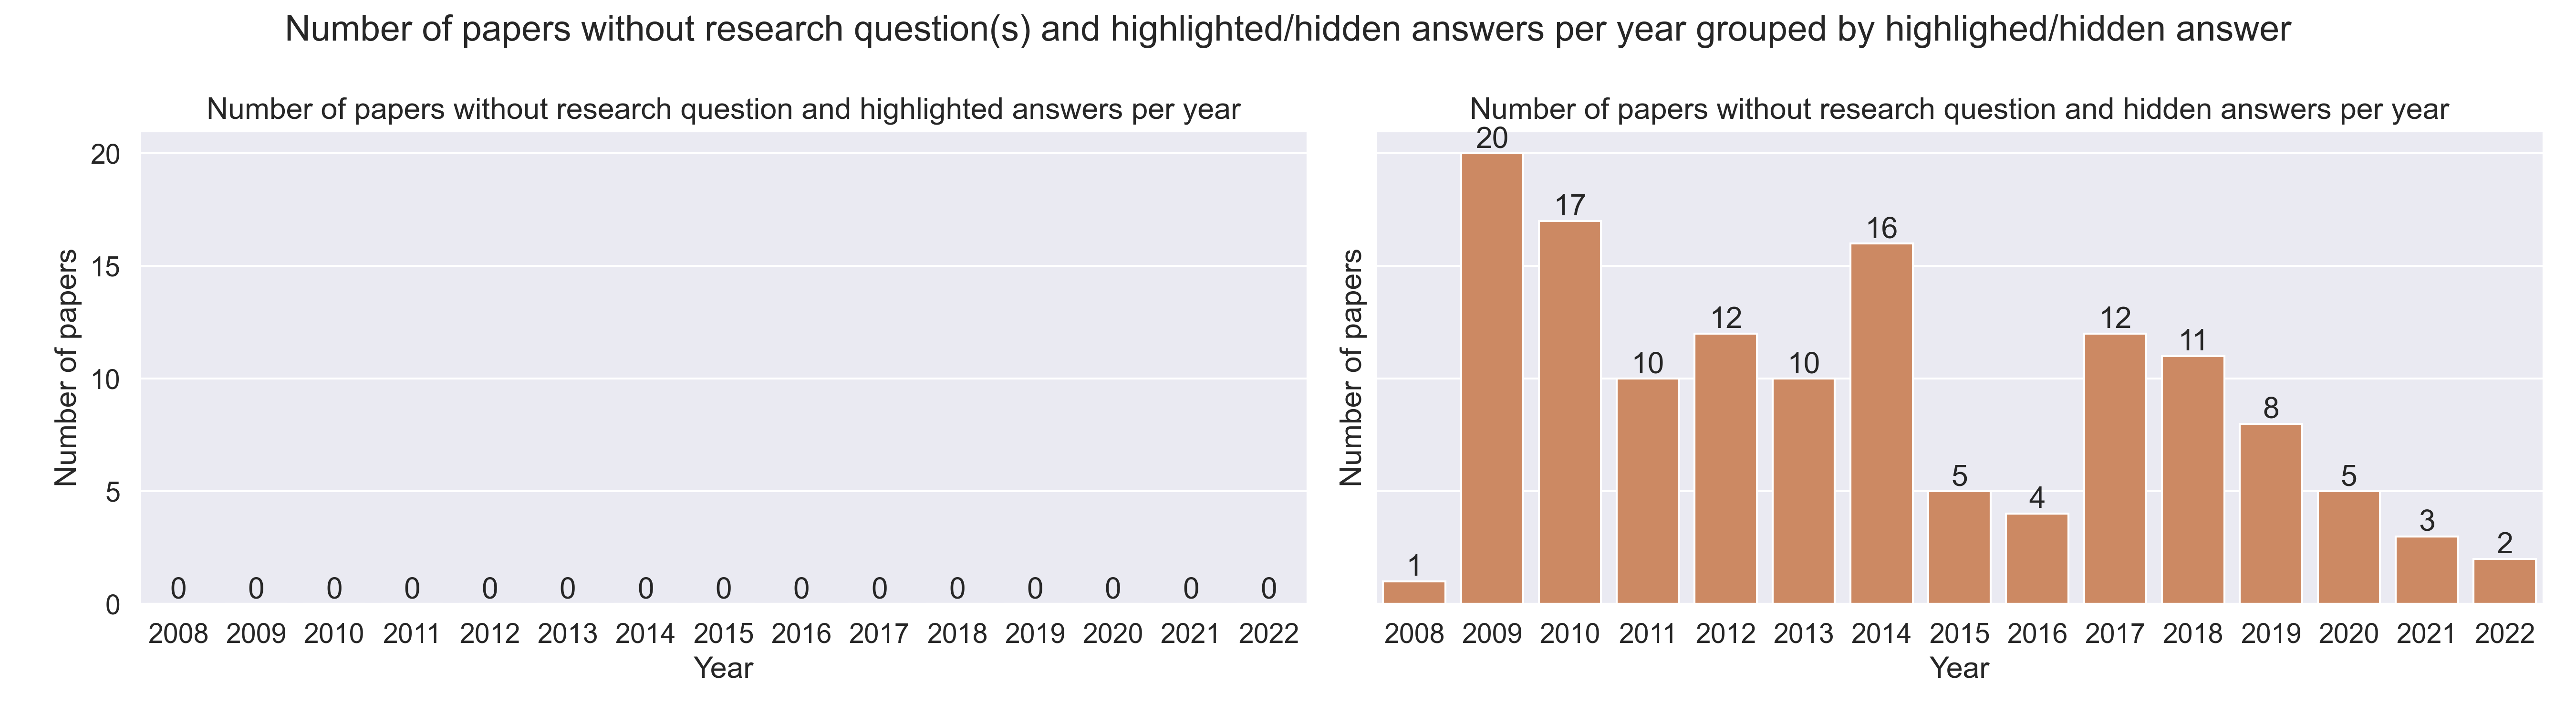 Number of papers without research question(s) and highlighted/hidden answers per year grouped by highlighed/hidden answer
Number of papers without research question and highlighted answers per year
20
15
10
5
0
Number of papers
0 0 0 0 0 0 0 0 0 0 0 0 0 0 0
2008 2009 2010 2011 2012 2013 2014 2015 2016 2017 2018 2019 2020 2021 2022
Year
Number of papers without research question and hidden answers per year
Number of papers
1 20 17 10 12 10 16 5 4 12 11 8 5 3 2
2008 2009 2010 2011 2012 2013 2014 2015 2016 2017 2018 2019 2020 2021 2022
Year